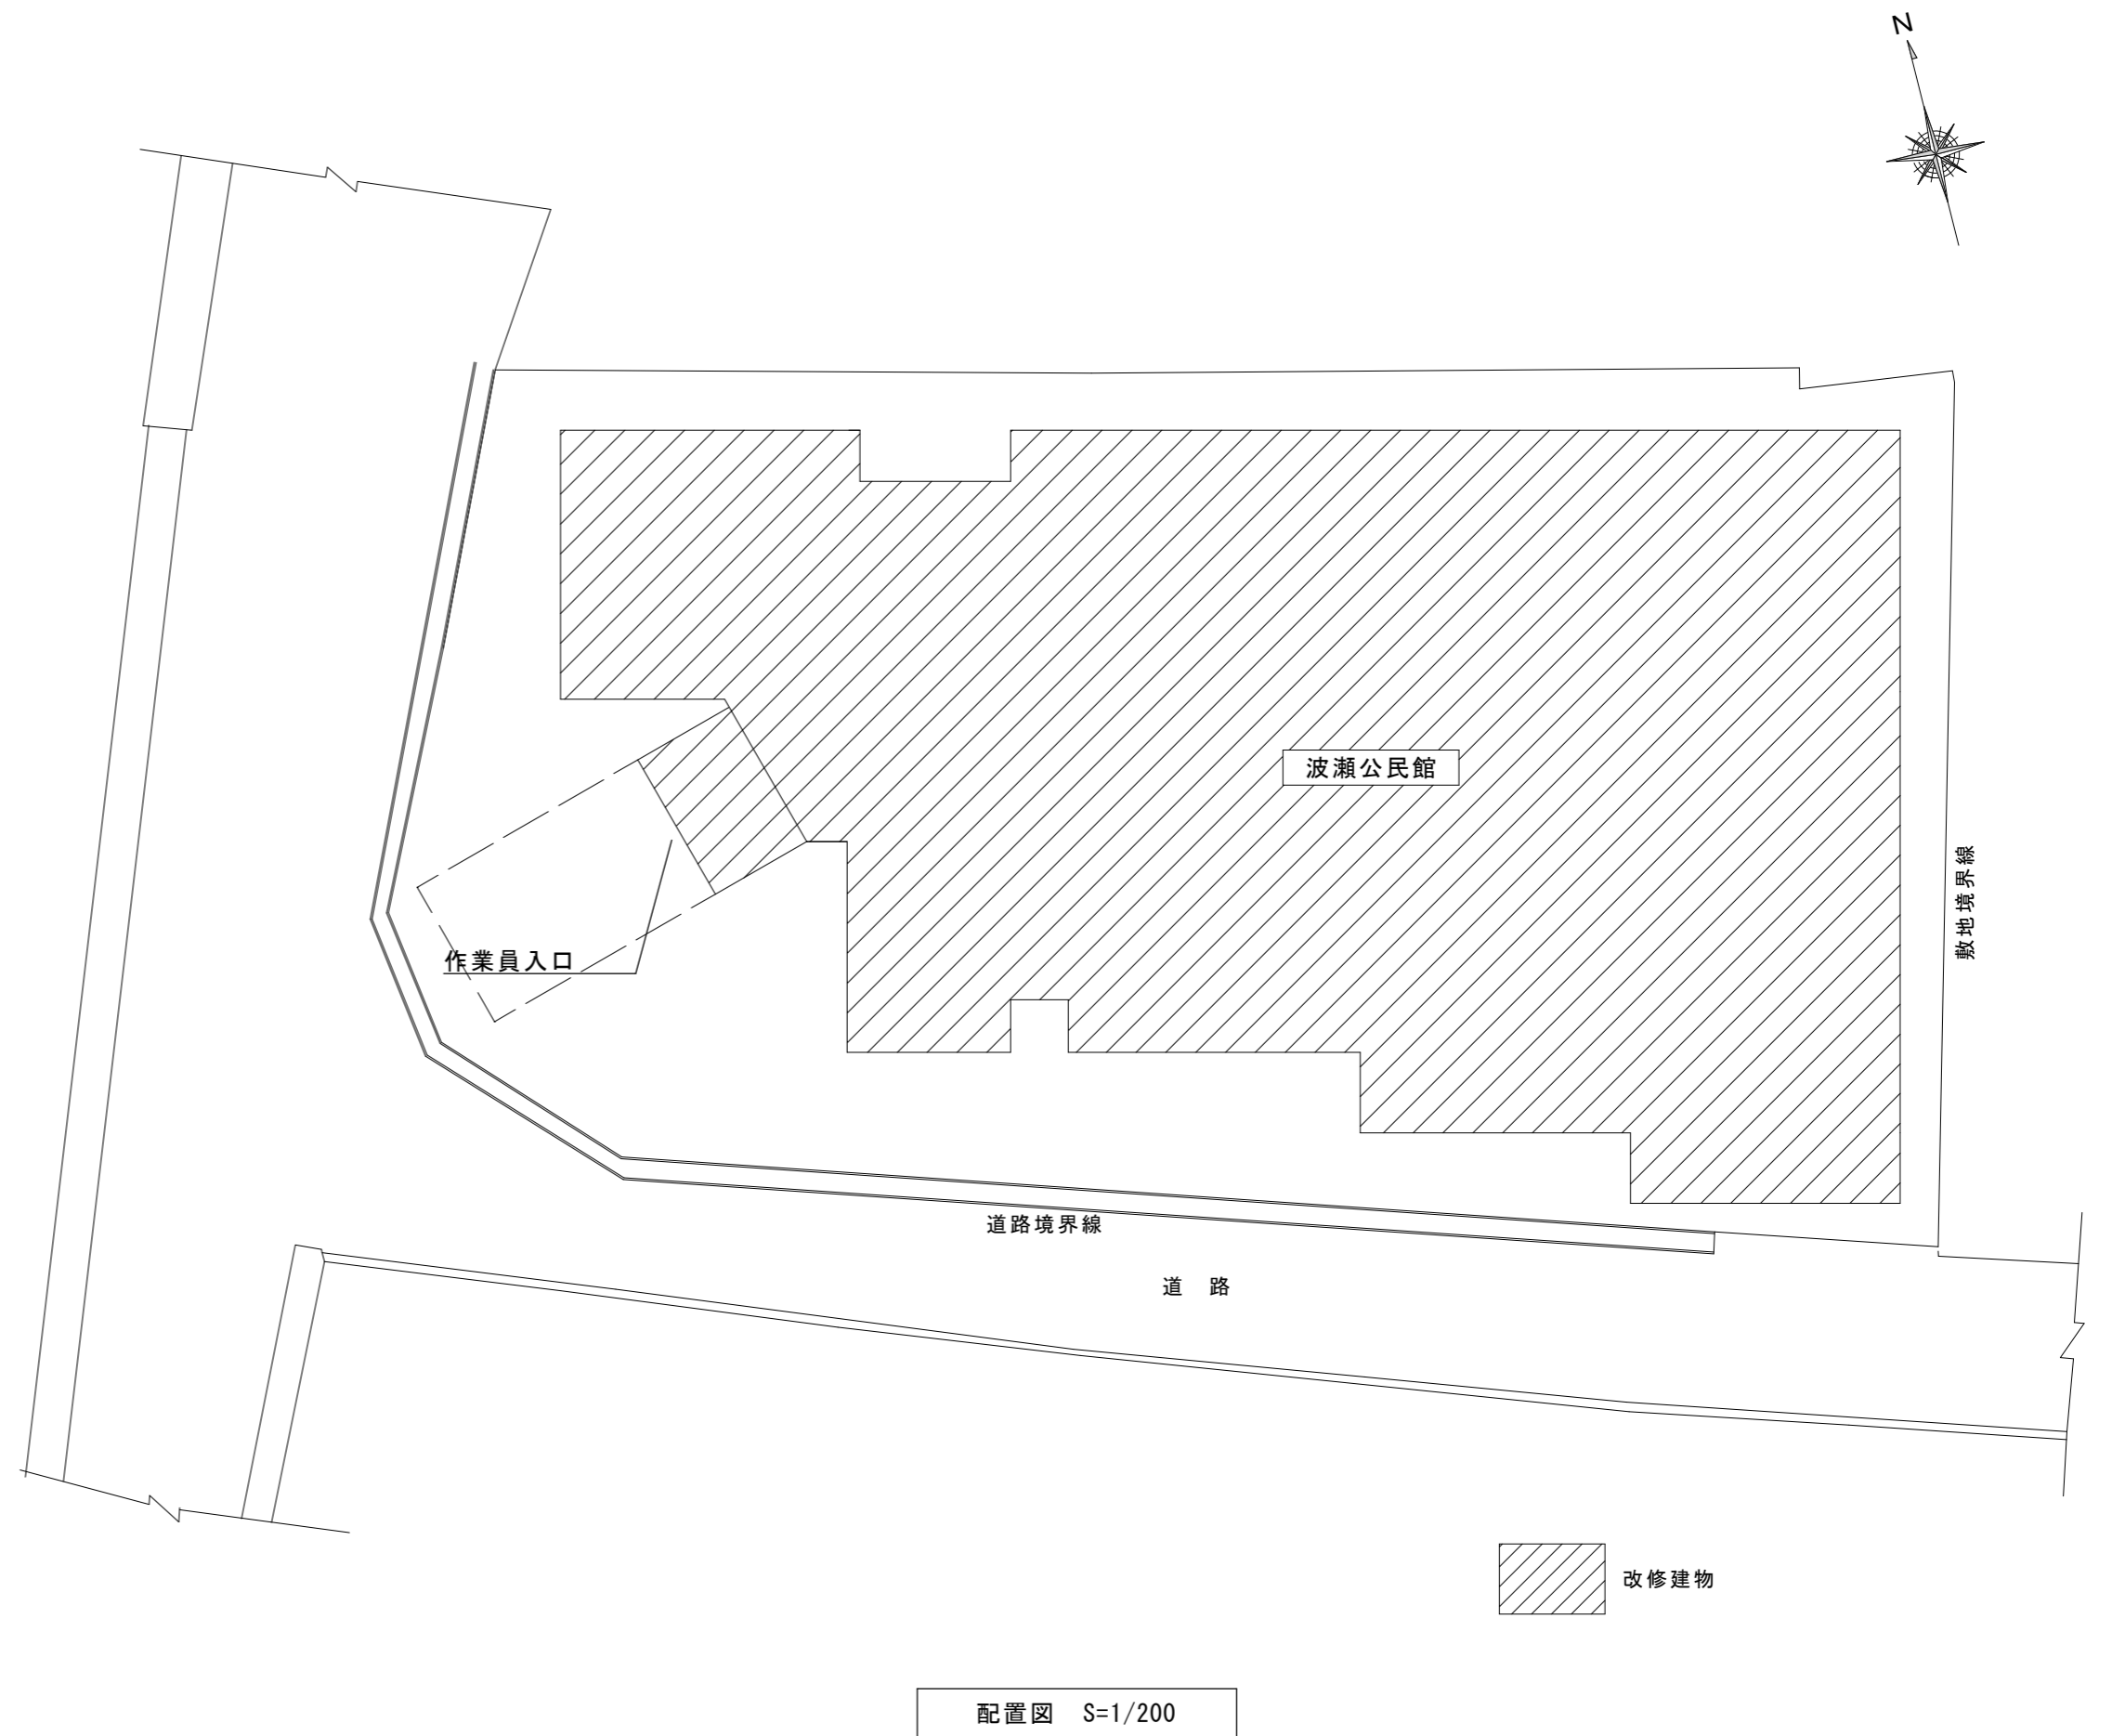 N
波瀬公民館
敷地境界線
作業員入口
道路境界線
道 路
改修建物
配置図 S=1/200